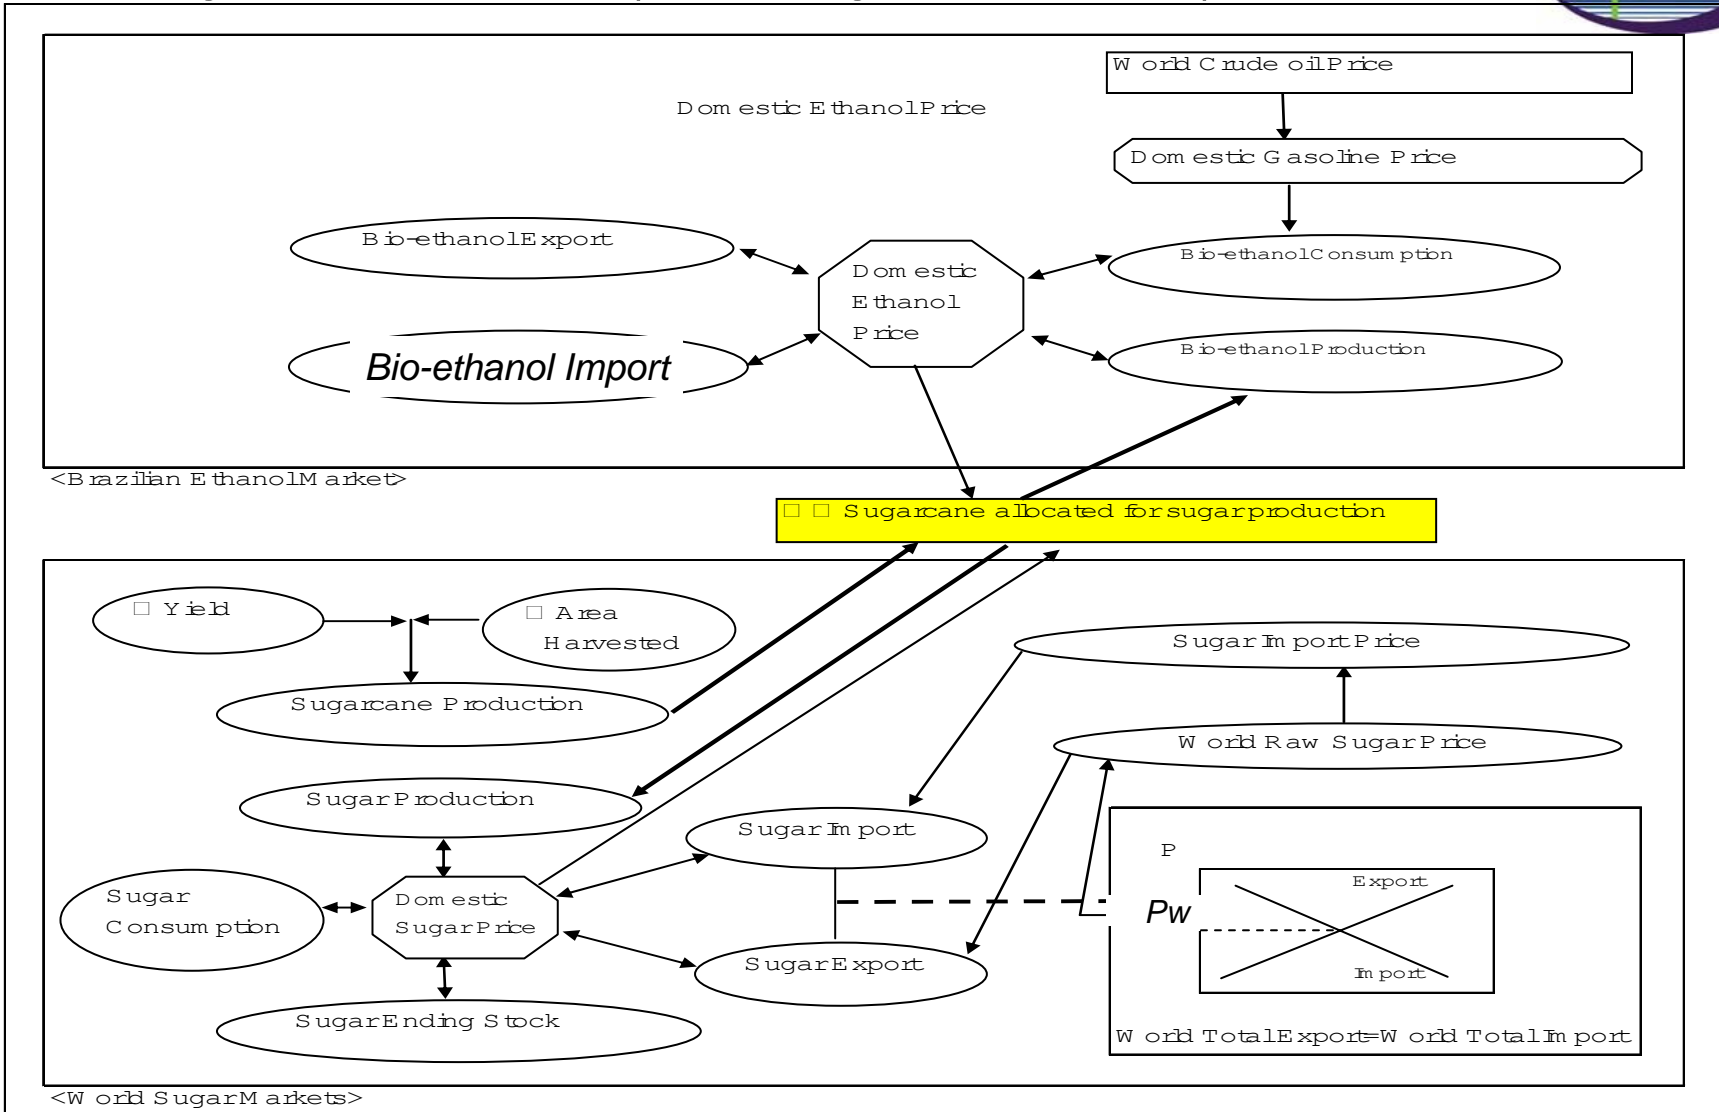 World Crude oil Price
Domestic Ethanol Price
Domestic Gasoline Price
Bio-ethanol Export
Domestic
Ethanol
Price
Bio-ethanol Consumption
Bio-ethanol Import
Bio-ethanol Production
<Brazilian Ethanol Market>
□ □ Sugarcane allocated for sugar production
□ Yield
□ Area
Harvested
Sugar Import Price
Sugarcane Production
World Raw Sugar Price
Sugar Production
Sugar Import
P
Export
Sugar
Consumption
Domestic
Sugar Price
Pw
Sugar Export
Import
Sugar Ending Stock
World Total Export=World Total Import
<World Sugar Markets>